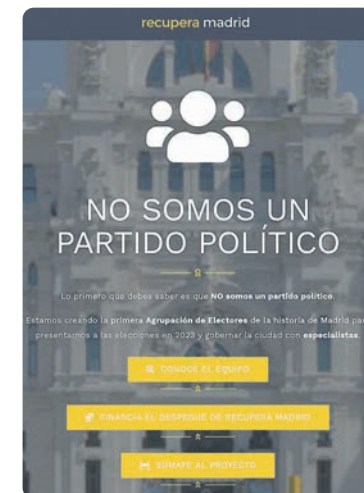 recupera madrid
NO SOMOS UN
PARTIDO POLÍTICO
Lo primero que debes saber es que NO somos un partido político.
Estamos creando la primera Agrupación de Electores de la historia de Madrid para
presentarnos a las elecciones en 2023 y gobernar la ciudad con especialistas.
CONOCE EL EQUIPO
FINANCIA EL DESPEGUE DE RECUPERA MADRID
SÚMATE AL PROYECTO